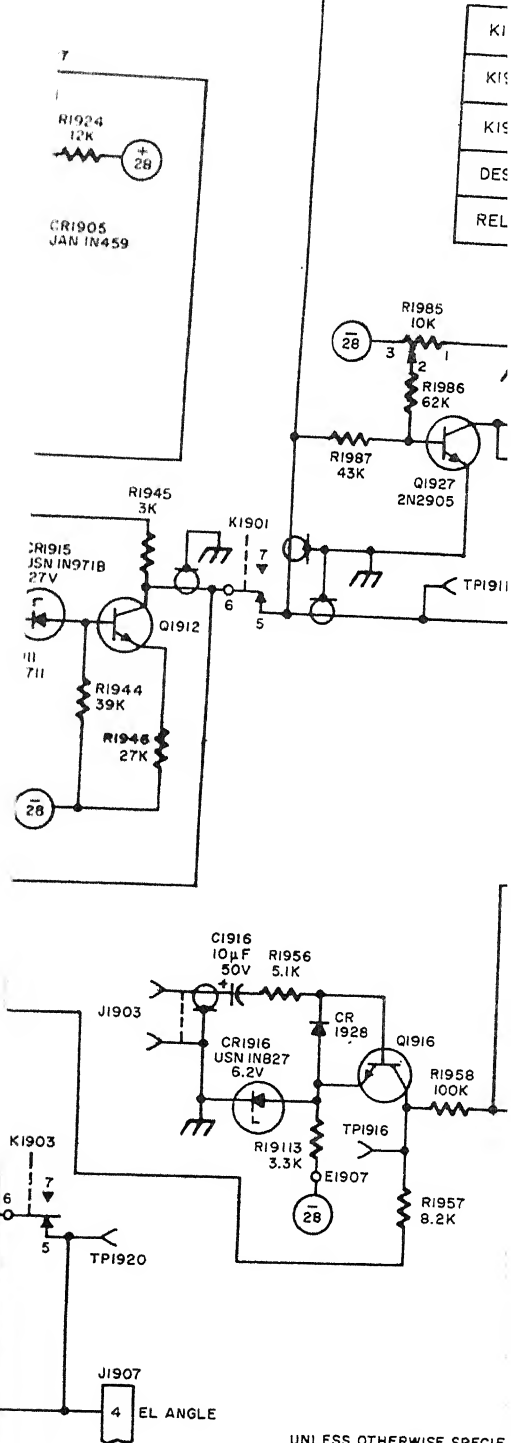 KI
7
R1924
12K
KIS
+
28
KIS
DES
CR1905
JAN IN459
REL
R1985
10K
28
3
1
2
R1986
62K
R1987
43K
Q1927
2N2905
R1945
3K
K1901
7
CR1915
JSN IN971B
27V
6
5
TP1911
Q1912
711
R1944
39K
R1946
27K
28
C1916
10µF
50V
+
R1956
5.1K
J1903
CR
1928
CR1916
USN IN827
6.2V
Q1916
R1958
100K
R19113
3.3K
TP1916
K1903
E1907
6
7
28
R1957
8.2K
5
TP1920
J1907
4
EL ANGLE
UNLESS OTHERWISE SPECIF